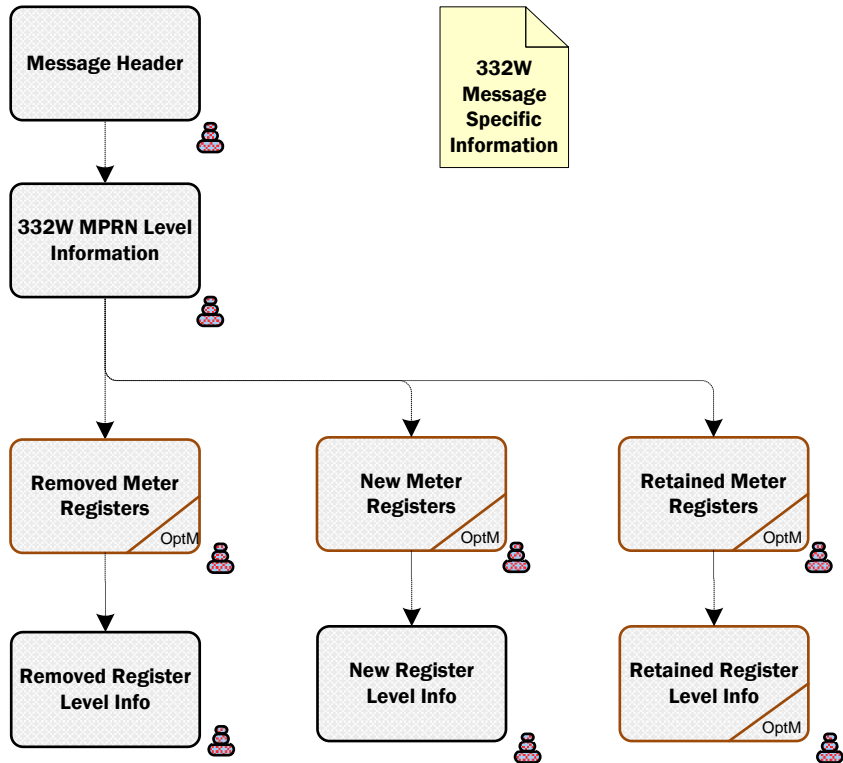 Message Header
332W
Message
Specific
Information
332W MPRN Level
Information
Removed Meter
Registers
OptM
New Meter
Registers
OptM
Retained Meter
Registers
OptM
Removed Register
Level Info
New Register
Level Info
Retained Register
Level Info
OptM